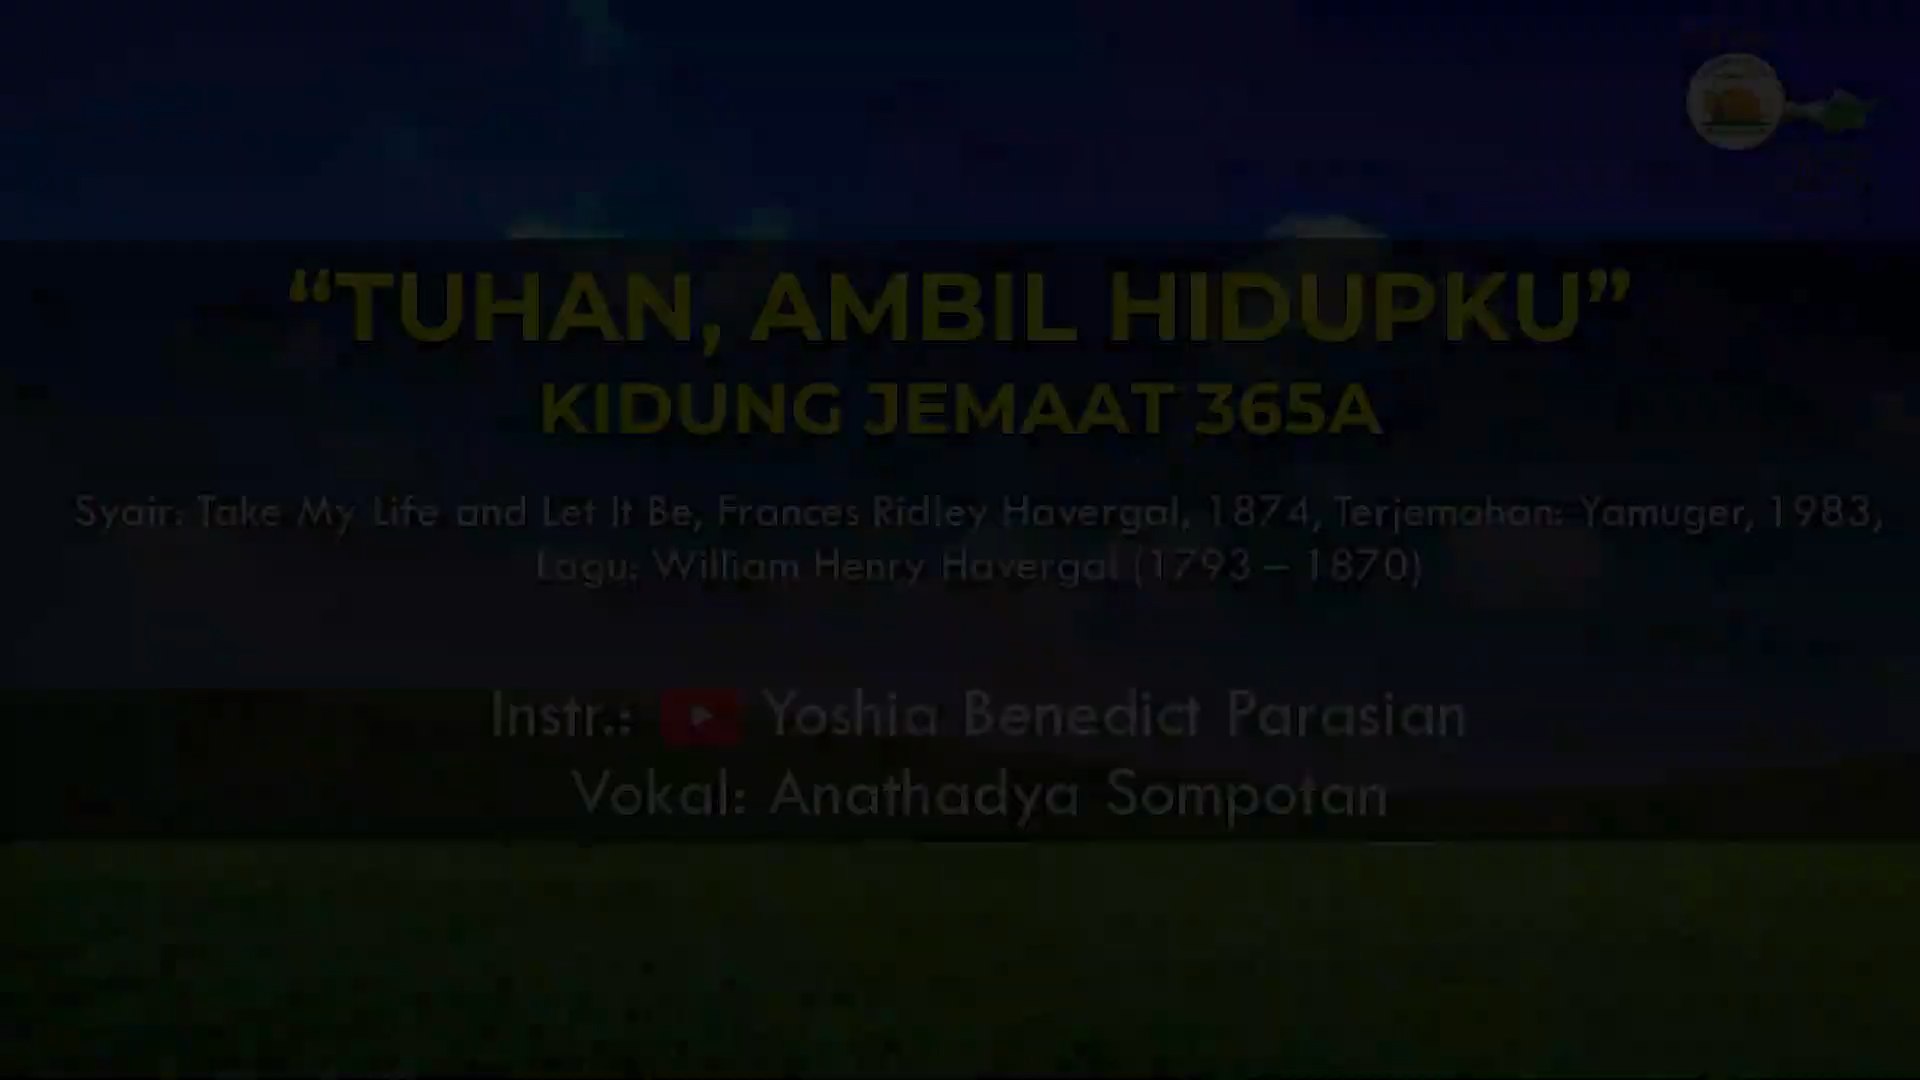 “TUHAN, AMBIL HIDUPKU”
KIDUNG JEMAAT 365A
Syair: Take My Life and Let It Be, Frances Ridley Havergal, 1874, Terjemahan: Yamuger, 1983,
Lagu: William Henry Havergal (1793 – 1870)
Instr.: Yoshia Benedict Parasian
Vokal: Anathadya Sompotan